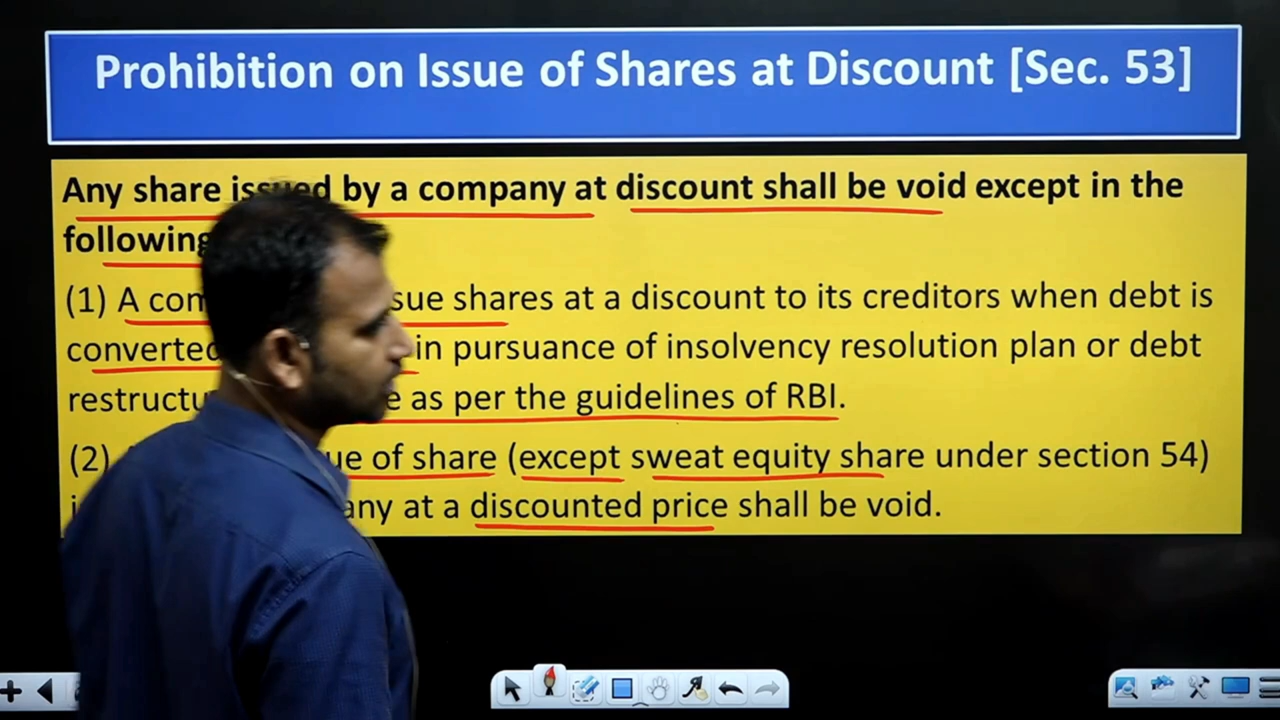 Prohibition on Issue of Shares at Discount [Sec. 53]
Any share issued by a company at discount shall be void except in the
following
(1) A con sue shares at a discount to its creditors when debt is
converted in pursuance of insolvency resolution plan or debt
restructu e as per the guidelines of RBI.
(2) ue of share (except sweat equity share under section 54)
any at a discounted price shall be void.